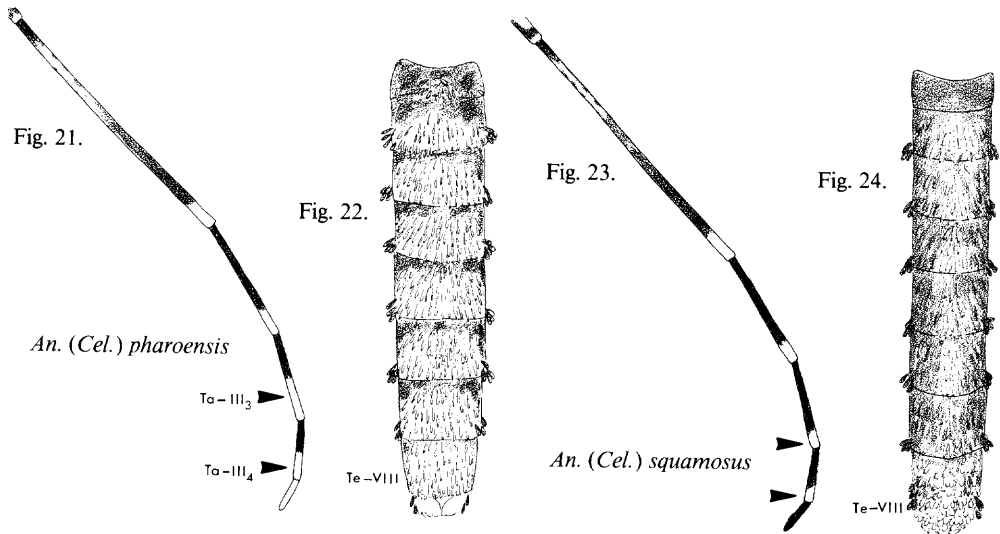 Fig. 21.
Fig. 22.
An. (Cel.) pharoensis
Ta-III3
Ta-III4
Te-VIII
Fig. 23.
Fig. 24.
An. (Cel.) squamosus
Te-VIII